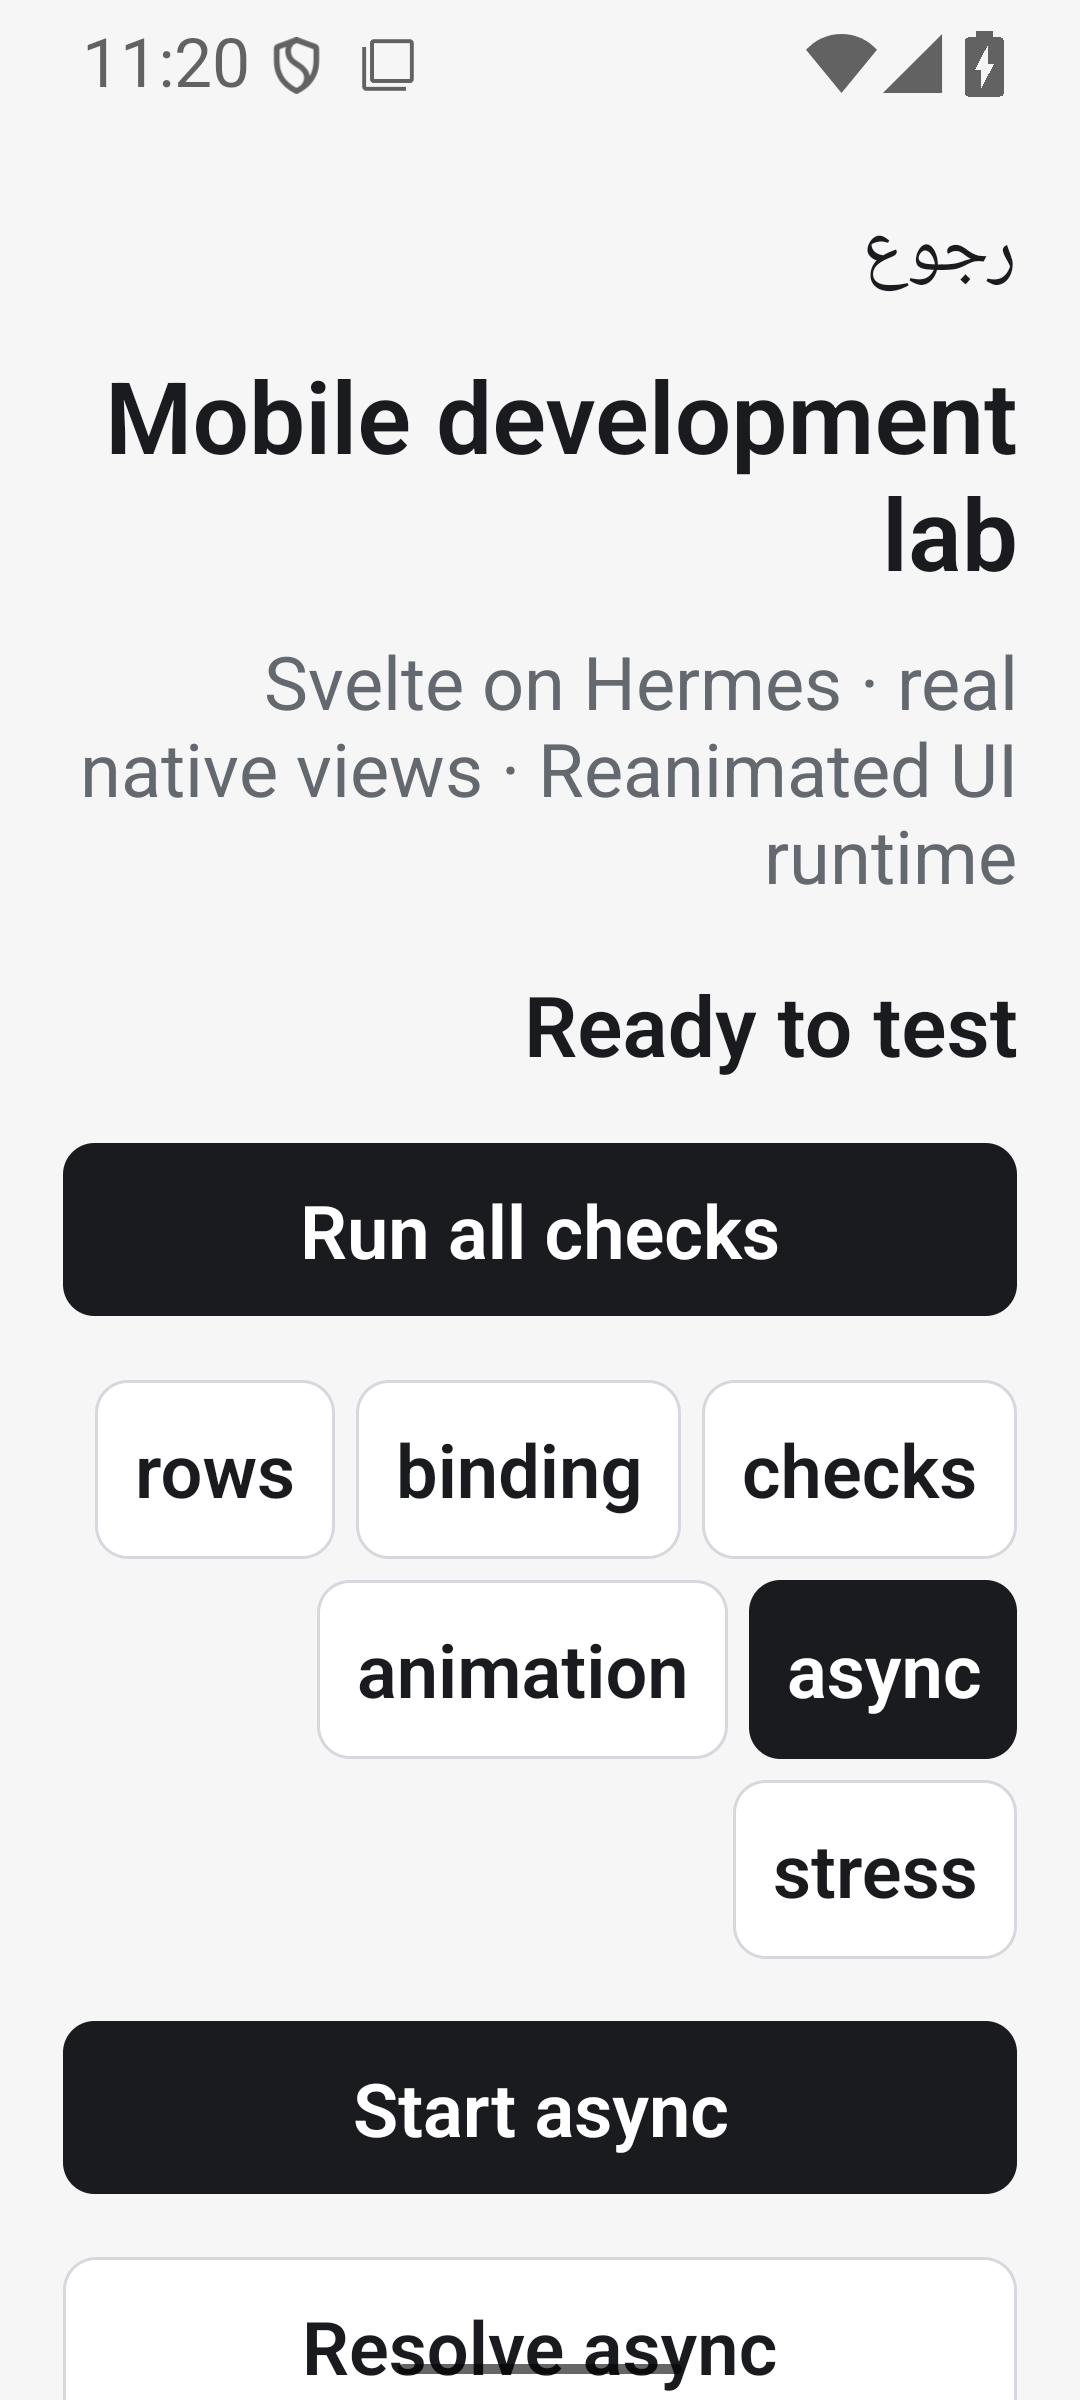 11:20
رجوع
Mobile development
lab
Svelte on Hermes · real
native views · Reanimated UI
runtime
Ready to test
Run all checks
checks binding rows
async animation
stress
Start async
Resolve async